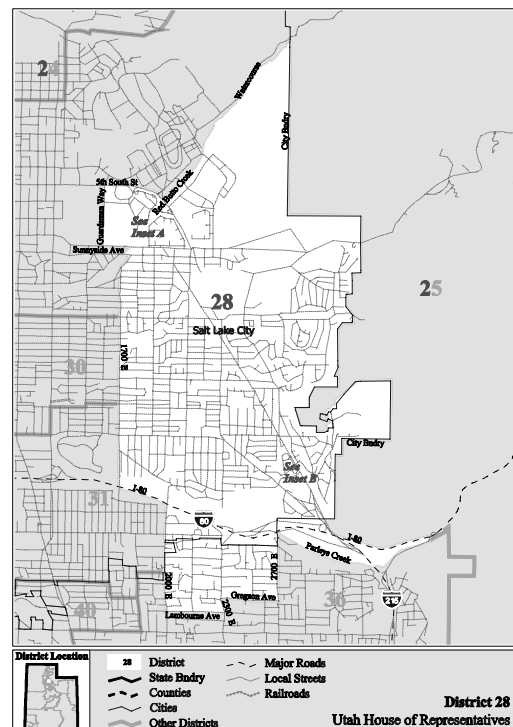 24
Watercourse
City Bndry
5th South St
Red Butte Creek
Guardsman Way
See
Inset A
Sunnyside Ave
25
28
Salt Lake City
1700 E
30
City Bndry
See
Inset B
31
I-80
80
I-80
Parleys Creek
2700 E
2000 E
Gregson Ave
2300 E
36
215
40
Lambourne Ave
District Location
28 District
State Bndry
Counties
Cities
Other Districts
Major Roads
Local Streets
Railroads
District 28
Utah House of Representatives